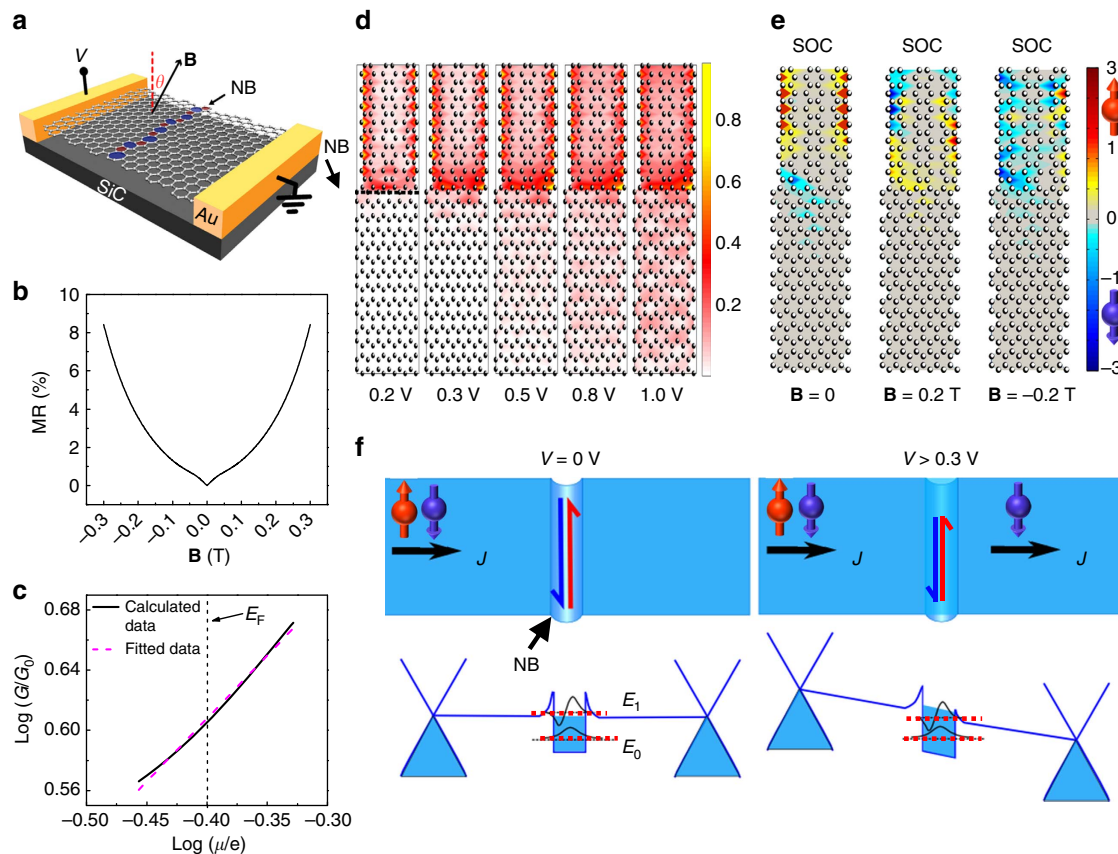 a
V
B
θ
NB
SiC
Au
NB
b
10
8
6
4
2
0
MR (%)
−0.3
−0.2
−0.1
0.0
0.1
0.2
0.3
B (T)
c
0.68
0.64
0.60
0.56
Log (G/G0)
Calculated
data
Fitted data
EF
−0.50
−0.45
−0.40
−0.35
−0.30
Log (μ/e)
d
0.8
0.6
0.4
0.2
0.2 V
0.3 V
0.5 V
0.8 V
1.0 V
e
SOC
SOC
SOC
3
1
0
−1
−3
B = 0
B = 0.2 T
B = −0.2 T
f
V = 0 V
V > 0.3 V
J
J
J
NB
E1
E0